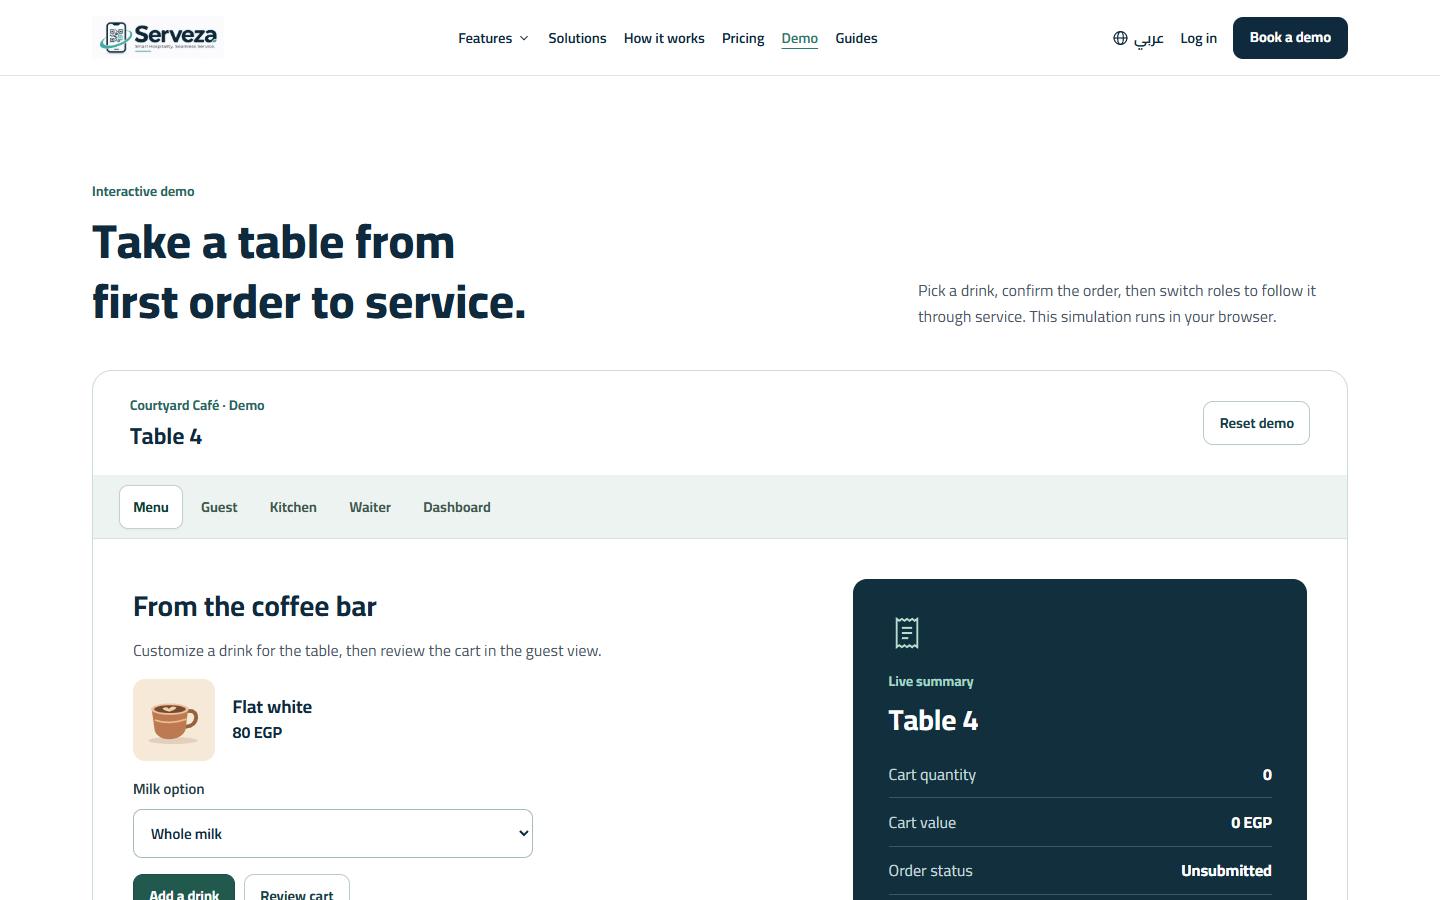 Serveza
Smart Hospitality. Seamless Service.
Features
Solutions
How it works
Pricing
Demo
Guides
عربي
Log in
Book a demo
Interactive demo
Take a table from
first order to service.
Pick a drink, confirm the order, then switch roles to follow it
through service. This simulation runs in your browser.
Courtyard Café · Demo
Table 4
Reset demo
Menu
Guest
Kitchen
Waiter
Dashboard
From the coffee bar
Customize a drink for the table, then review the cart in the guest view.
Flat white
80 EGP
Milk option
Whole milk
Add a drink
Review cart
Live summary
Table 4
Cart quantity 0
Cart value 0 EGP
Order status Unsubmitted